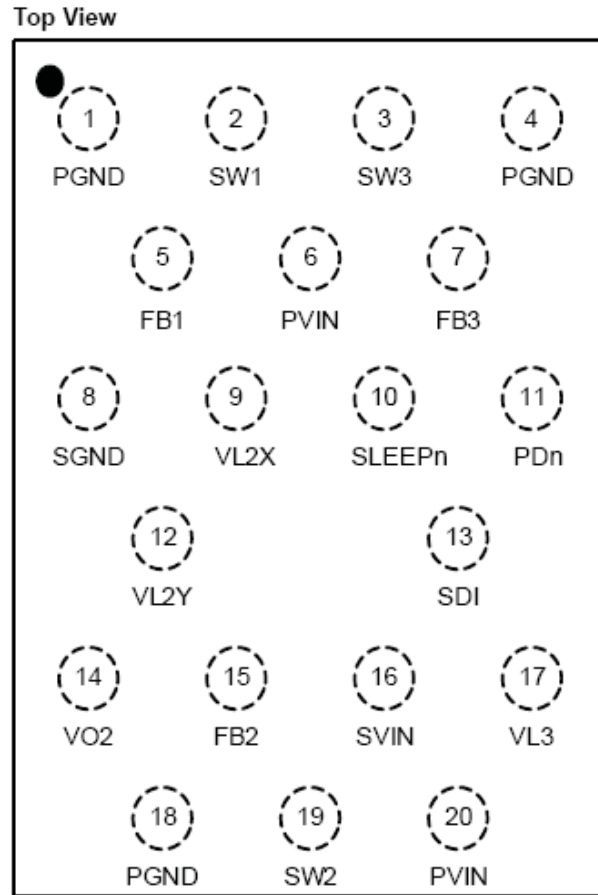 Top View
1 2 3 4
PGND SW1 SW3 PGND
5 6 7
FB1 PVIN FB3
8 9 10 11
SGND VL2X SLEEPn PDn
12 13
VL2Y SDI
14 15 16 17
VO2 FB2 SVIN VL3
18 19 20
PGND SW2 PVIN